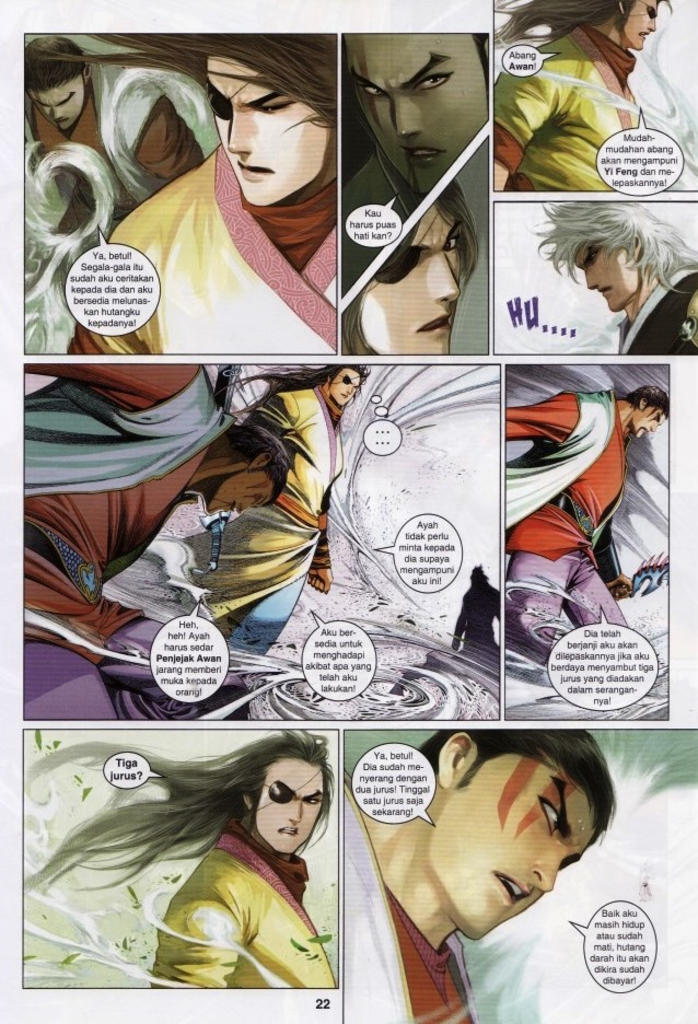 Ya, betul!
Segala-gala itu
sudah aku ceritakan
kepada dia dan aku
bersedia melunas-
kan hutangku
kepadanya!
Kau
harus puas
hati kan?
Abang
Awan!
Mudah-
mudahan abang
akan mengampuni
Yi Feng dan me-
lepaskannya!
HU....
...
...
Ayah
tidak perlu
minta kepada
dia supaya
mengampuni
aku ini!
Heh,
heh! Ayah
harus sedar
Penjejak Awan
jarang memberi
muka kepada
orang!
Aku ber-
sedia untuk
menghadapi
akibat apa yang
telah aku
lakukan!
Dia telah
berjanji aku akan
dilepaskannya jika aku
berdaya menyambut tiga
jurus yang diadakan
dalam serangan-
nya!
Tiga
jurus?
Ya, betul!
Dia sudah me-
nyerang dengan
dua jurus! Tinggal
satu jurus saja
sekarang!
Baik aku
masih hidup
atau sudah
mati, hutang
darah itu akan
dikira sudah
dibayar!
22